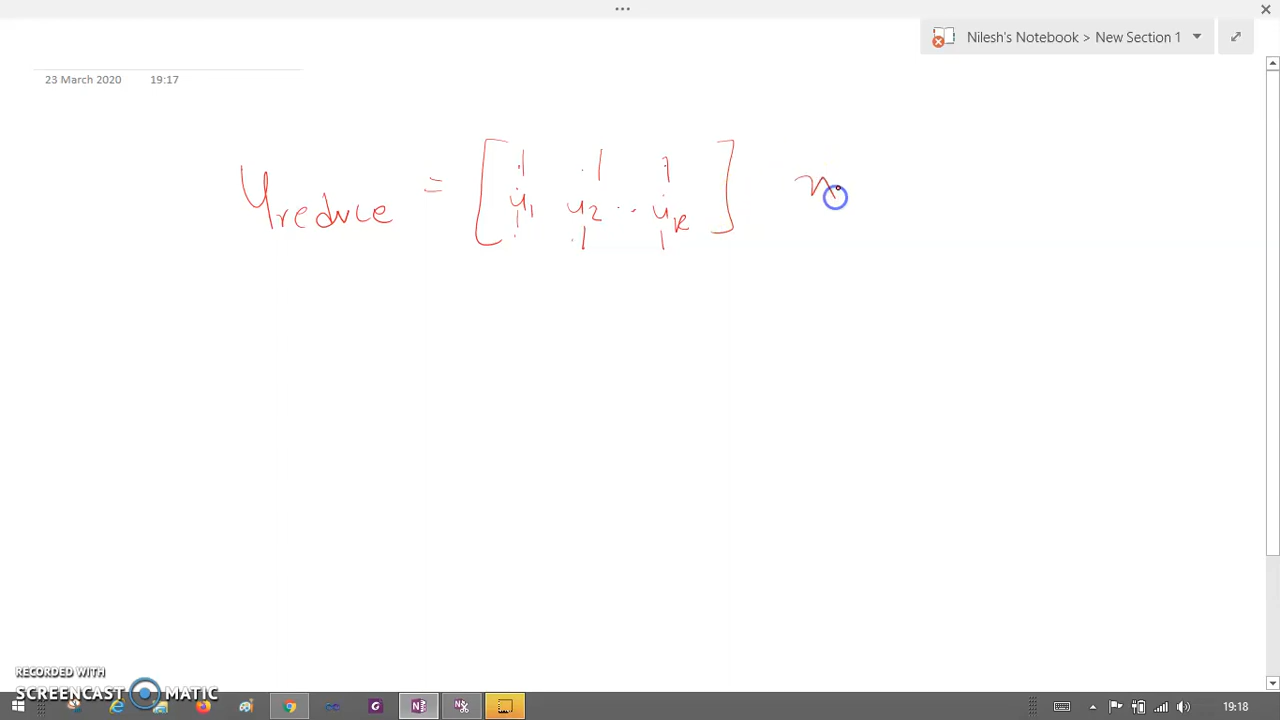 Nilesh's Notebook > New Section 1
23 March 2020 19:17
Ureduce = [ u1 u2 .. uk ] n
RECORDED WITH
SCREENCAST MATIC
19:18